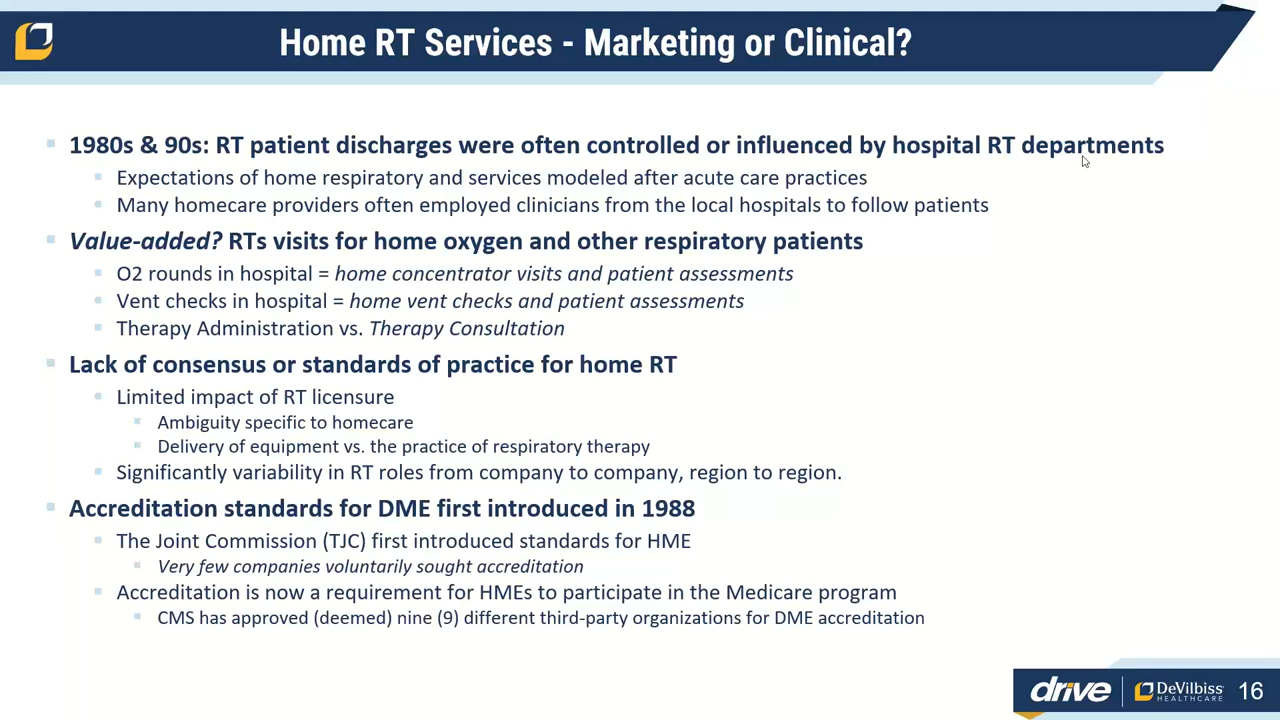 Home RT Services - Marketing or Clinical?
1980s & 90s: RT patient discharges were often controlled or influenced by hospital RT departments
Expectations of home respiratory and services modeled after acute care practices
Many homecare providers often employed clinicians from the local hospitals to follow patients
Value-added? RTs visits for home oxygen and other respiratory patients
O2 rounds in hospital = home concentrator visits and patient assessments
Vent checks in hospital = home vent checks and patient assessments
Therapy Administration vs. Therapy Consultation
Lack of consensus or standards of practice for home RT
Limited impact of RT licensure
Ambiguity specific to homecare
Delivery of equipment vs. the practice of respiratory therapy
Significantly variability in RT roles from company to company, region to region.
Accreditation standards for DME first introduced in 1988
The Joint Commission (TJC) first introduced standards for HME
Very few companies voluntarily sought accreditation
Accreditation is now a requirement for HMEs to participate in the Medicare program
CMS has approved (deemed) nine (9) different third-party organizations for DME accreditation
drive DeVilbiss HEALTHCARE 16